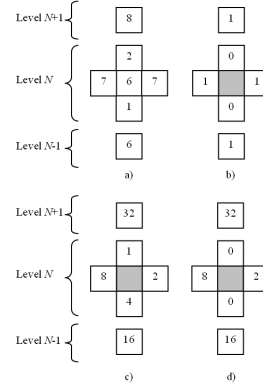 Level N+1 8 1
2 0
Level N 7 6 7 1 1
1 0
Level N-1 6 1
a) b)
Level N+1 32 32
1 0
Level N 8 2 8 2
4 0
Level N-1 16 16
c) d)